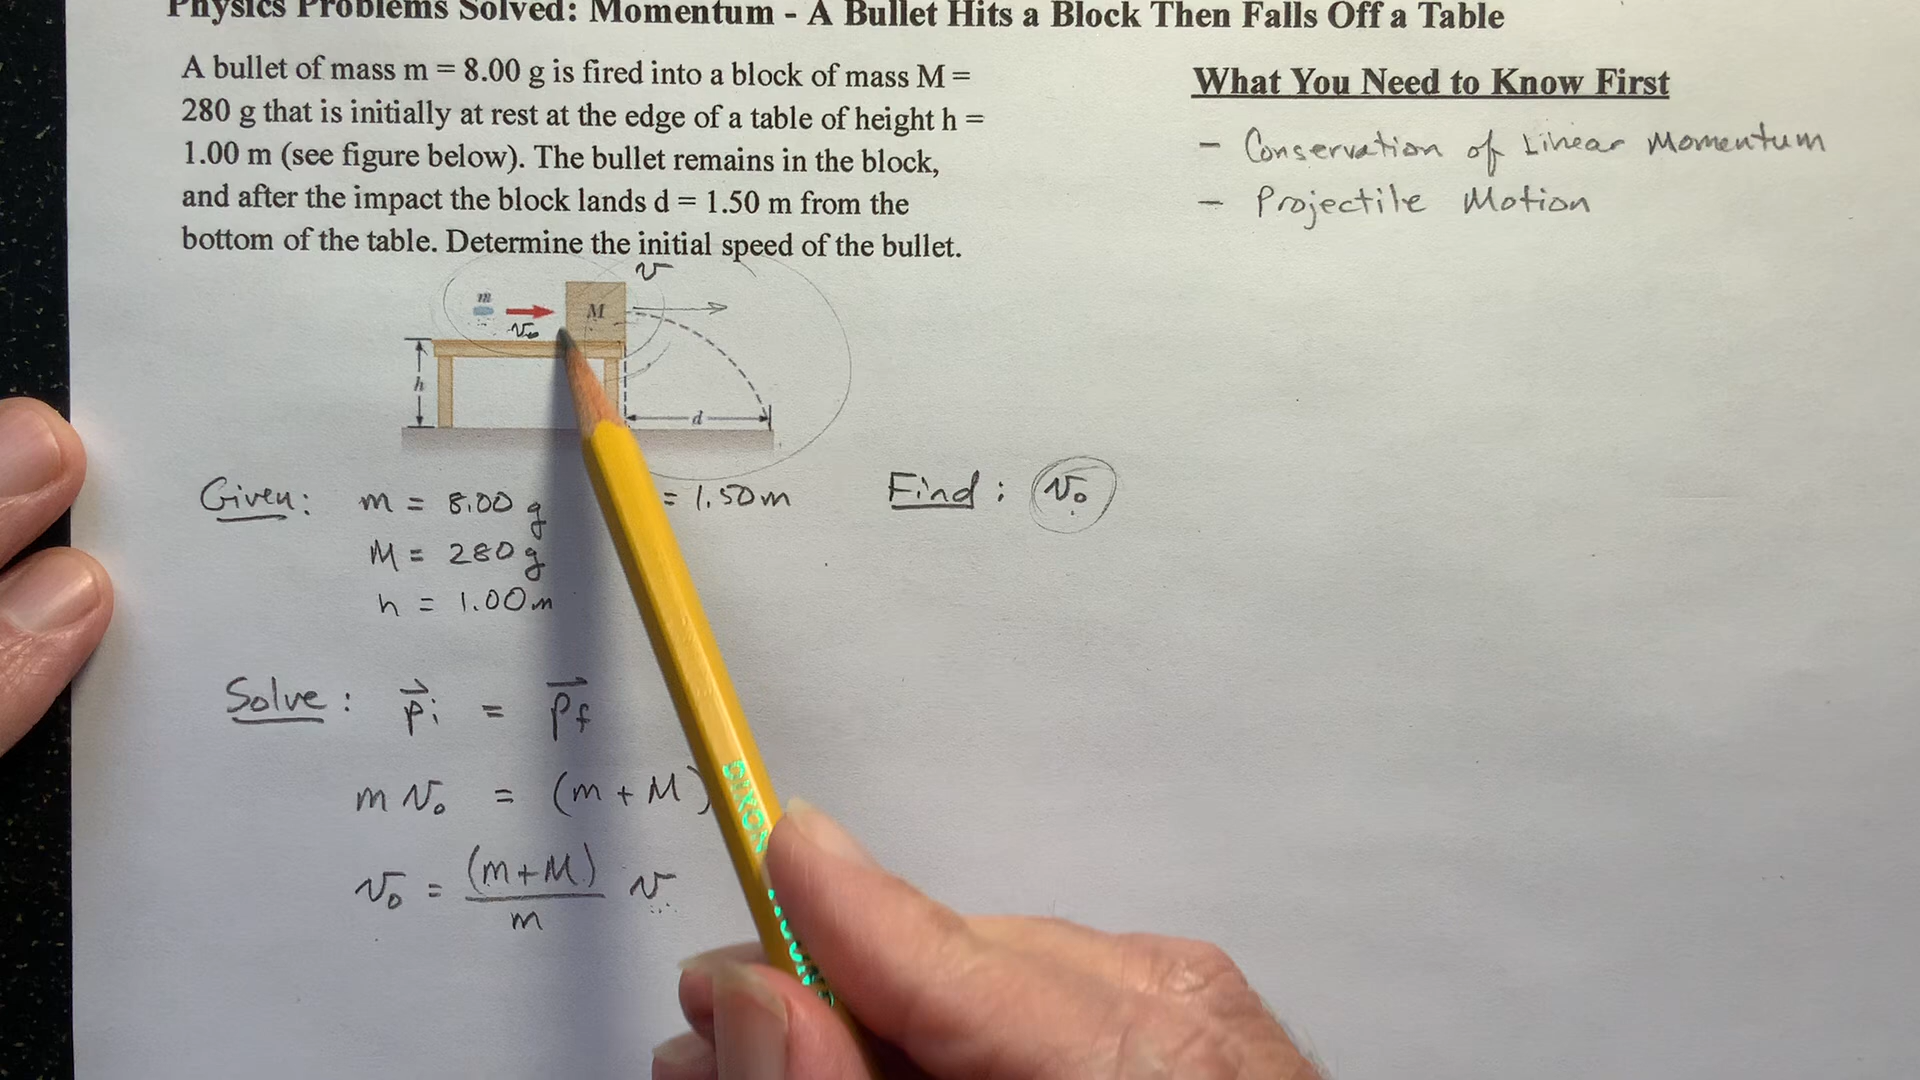 Physics Problems Solved: Momentum - A Bullet Hits a Block Then Falls Off a Table
A bullet of mass m = 8.00 g is fired into a block of mass M =
280 g that is initially at rest at the edge of a table of height h =
1.00 m (see figure below). The bullet remains in the block,
and after the impact the block lands d = 1.50 m from the
bottom of the table. Determine the initial speed of the bullet.
What You Need to Know First
- Conservation of Linear Momentum
- Projectile Motion
v
m
M
v₀
h
d
Given: m = 8.00 g = 1.50m
M = 280 g
h = 1.00m
Find: v₀
Solve: p⃗i = p⃗f
m v₀ = (m + M)
v₀ = (m+M)/m v
DIXON